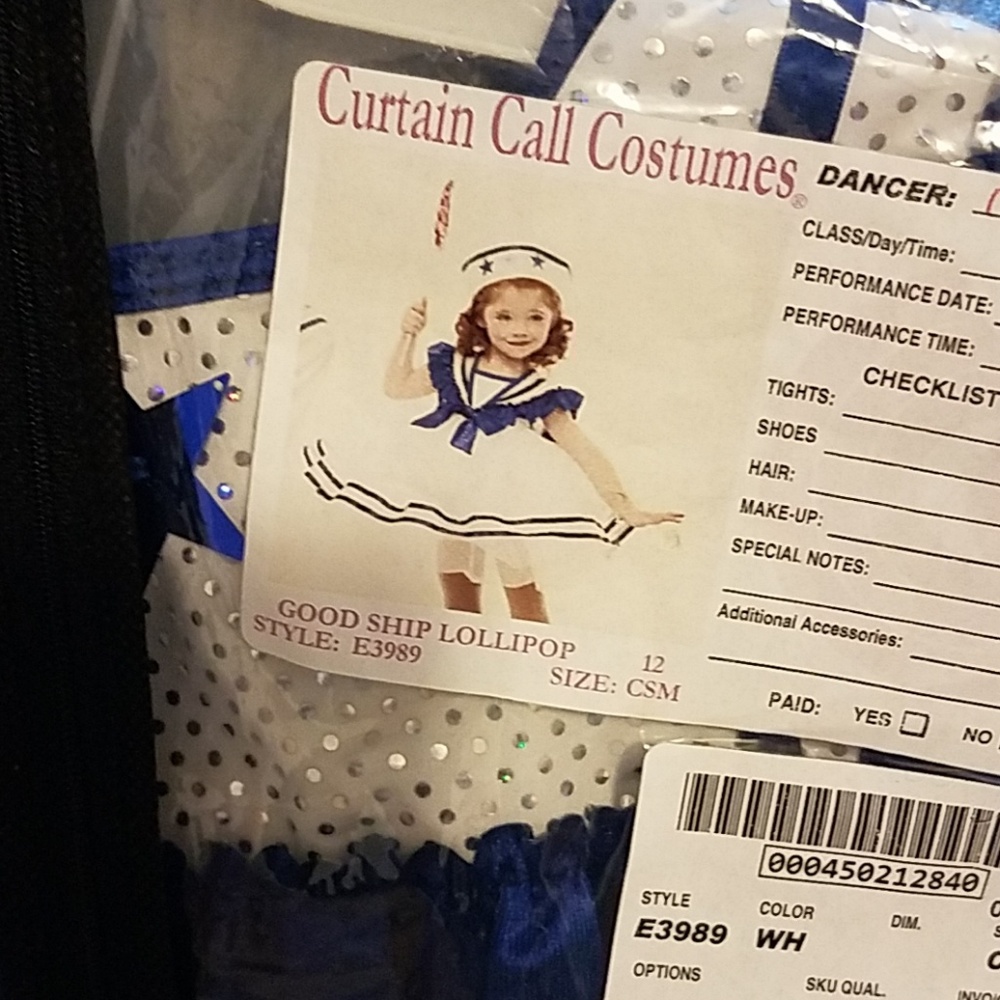 Curtain Call Costumes®
DANCER:
CLASS/Day/Time:
PERFORMANCE DATE:
PERFORMANCE TIME:
CHECKLIST
TIGHTS:
SHOES
HAIR:
MAKE-UP:
SPECIAL NOTES:
Additional Accessories:
PAID: YES NO
GOOD SHIP LOLLIPOP
STYLE: E3989
12
SIZE: CSM
000450212840
STYLE COLOR DIM.
E3989 WH
OPTIONS SKU QUAL.